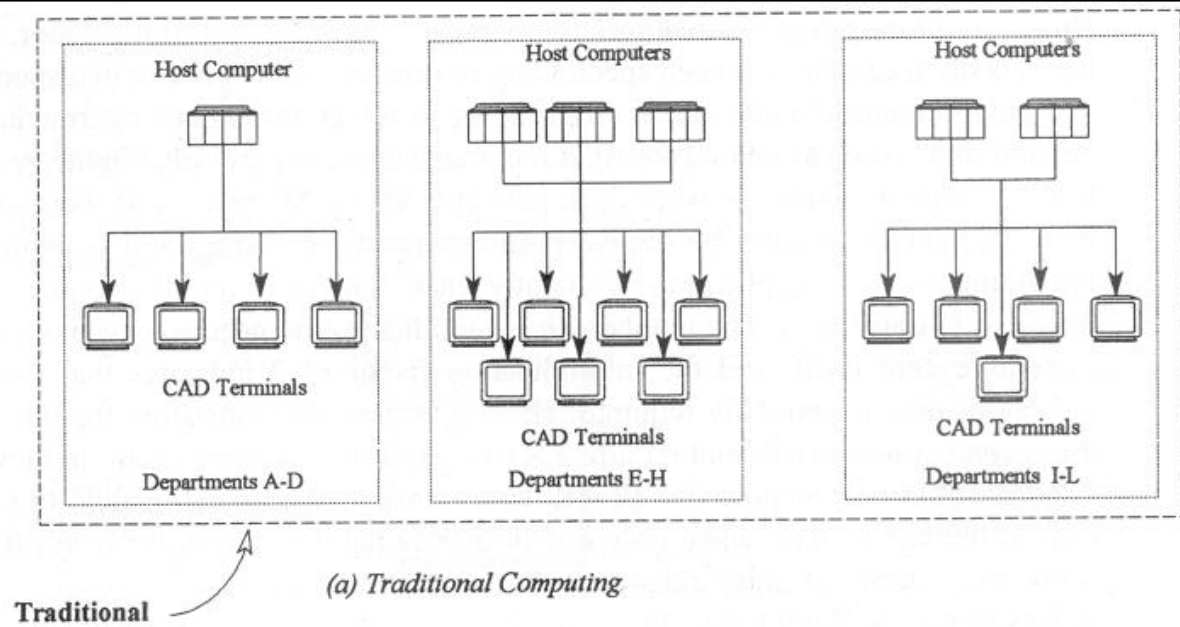 Host Computer
Host Computers
Host Computers
CAD Terminals
CAD Terminals
CAD Terminals
Departments A-D
Departments E-H
Departments I-L
(a) Traditional Computing
Traditional